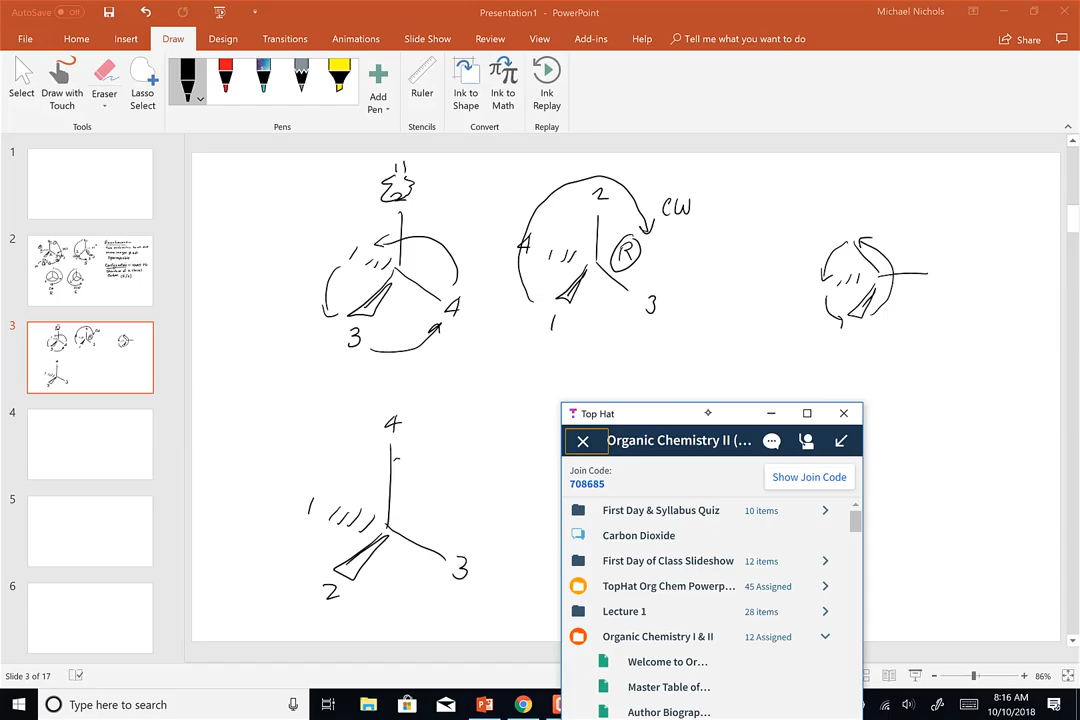 AutoSave Off
Presentation1 - PowerPoint
Michael Nichols
File Home Insert Draw Design Transitions Animations Slide Show Review View Add-ins Help Tell me what you want to do
Share
Select
Draw with Touch
Eraser
Lasso Select
Add Pen
Ruler
Ink to Shape
Ink to Math
Ink Replay
Tools
Pens
Stencils
Convert
Replay
1
2
3
4
5
6
2
1
3
4
2
4
1
3
R
CW
4
1
2
3
Top Hat
Organic Chemistry II (...
Join Code:
708685
Show Join Code
First Day & Syllabus Quiz 10 items
Carbon Dioxide
First Day of Class Slideshow 12 items
TopHat Org Chem Powerp... 45 Assigned
Lecture 1 28 items
Organic Chemistry I & II 12 Assigned
Welcome to Or...
Master Table of...
Author Biograp...
Slide 3 of 17
86%
Type here to search
8:16 AM
10/10/2018